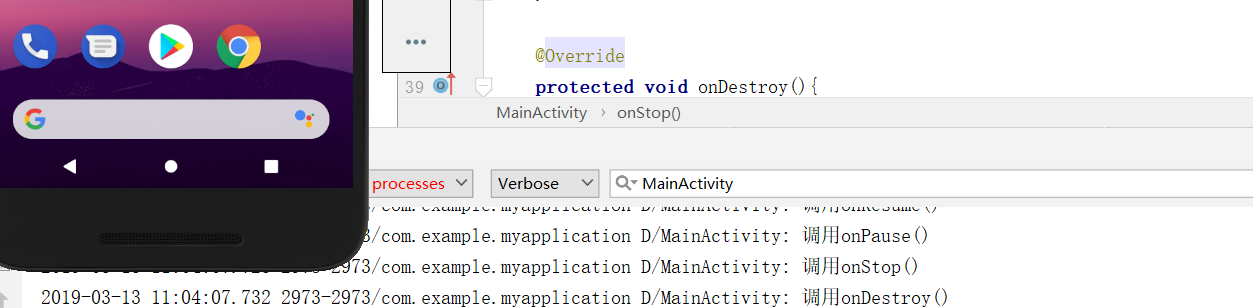 @Override
39 protected void onDestroy(){
MainActivity › onStop()
processes Verbose MainActivity
/com.example.myapplication D/MainActivity: 调用onResume()
3/com.example.myapplication D/MainActivity: 调用onPause()
2973-2973/com.example.myapplication D/MainActivity: 调用onStop()
2019-03-13 11:04:07.732 2973-2973/com.example.myapplication D/MainActivity: 调用onDestroy()